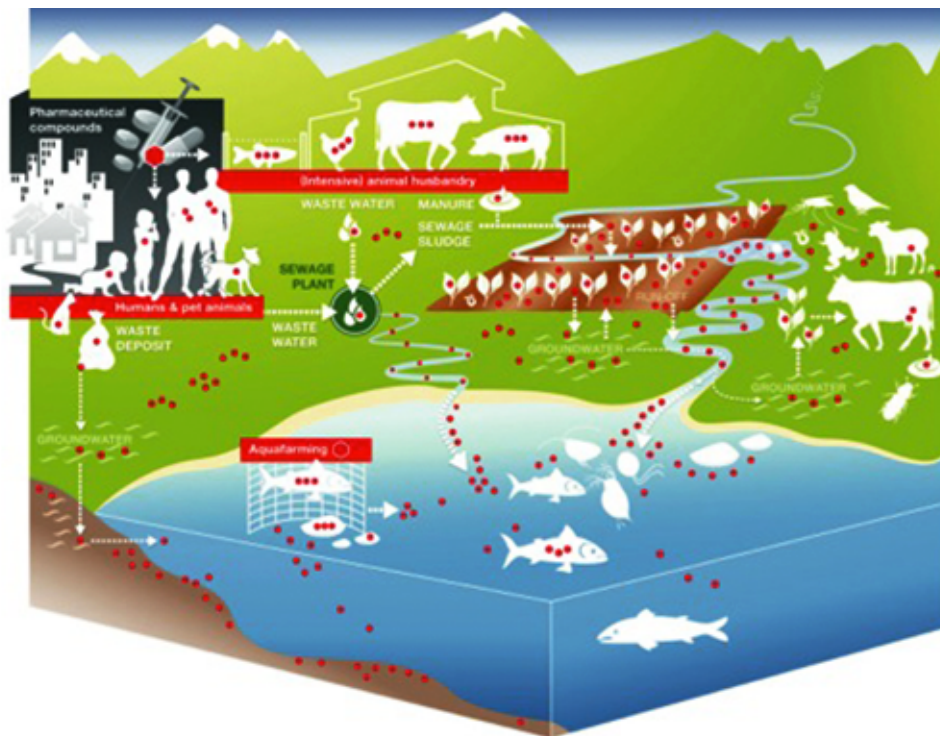 Pharmaceutical
compounds
(Intensive) animal husbandry
WASTE WATER
MANURE
SEWAGE
SLUDGE
SEWAGE
PLANT
RUN-OFF
Humans & pet animals
WASTE
DEPOSIT
WASTE
WATER
GROUNDWATER
GROUNDWATER
GROUNDWATER
Aquafarming